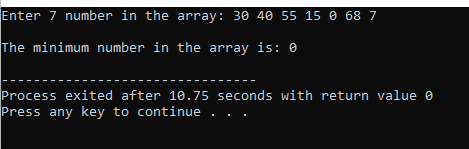 Enter 7 number in the array: 30 40 55 15 0 68 7
The minimum number in the array is: 0
--------------------------------
Process exited after 10.75 seconds with return value 0
Press any key to continue . . .